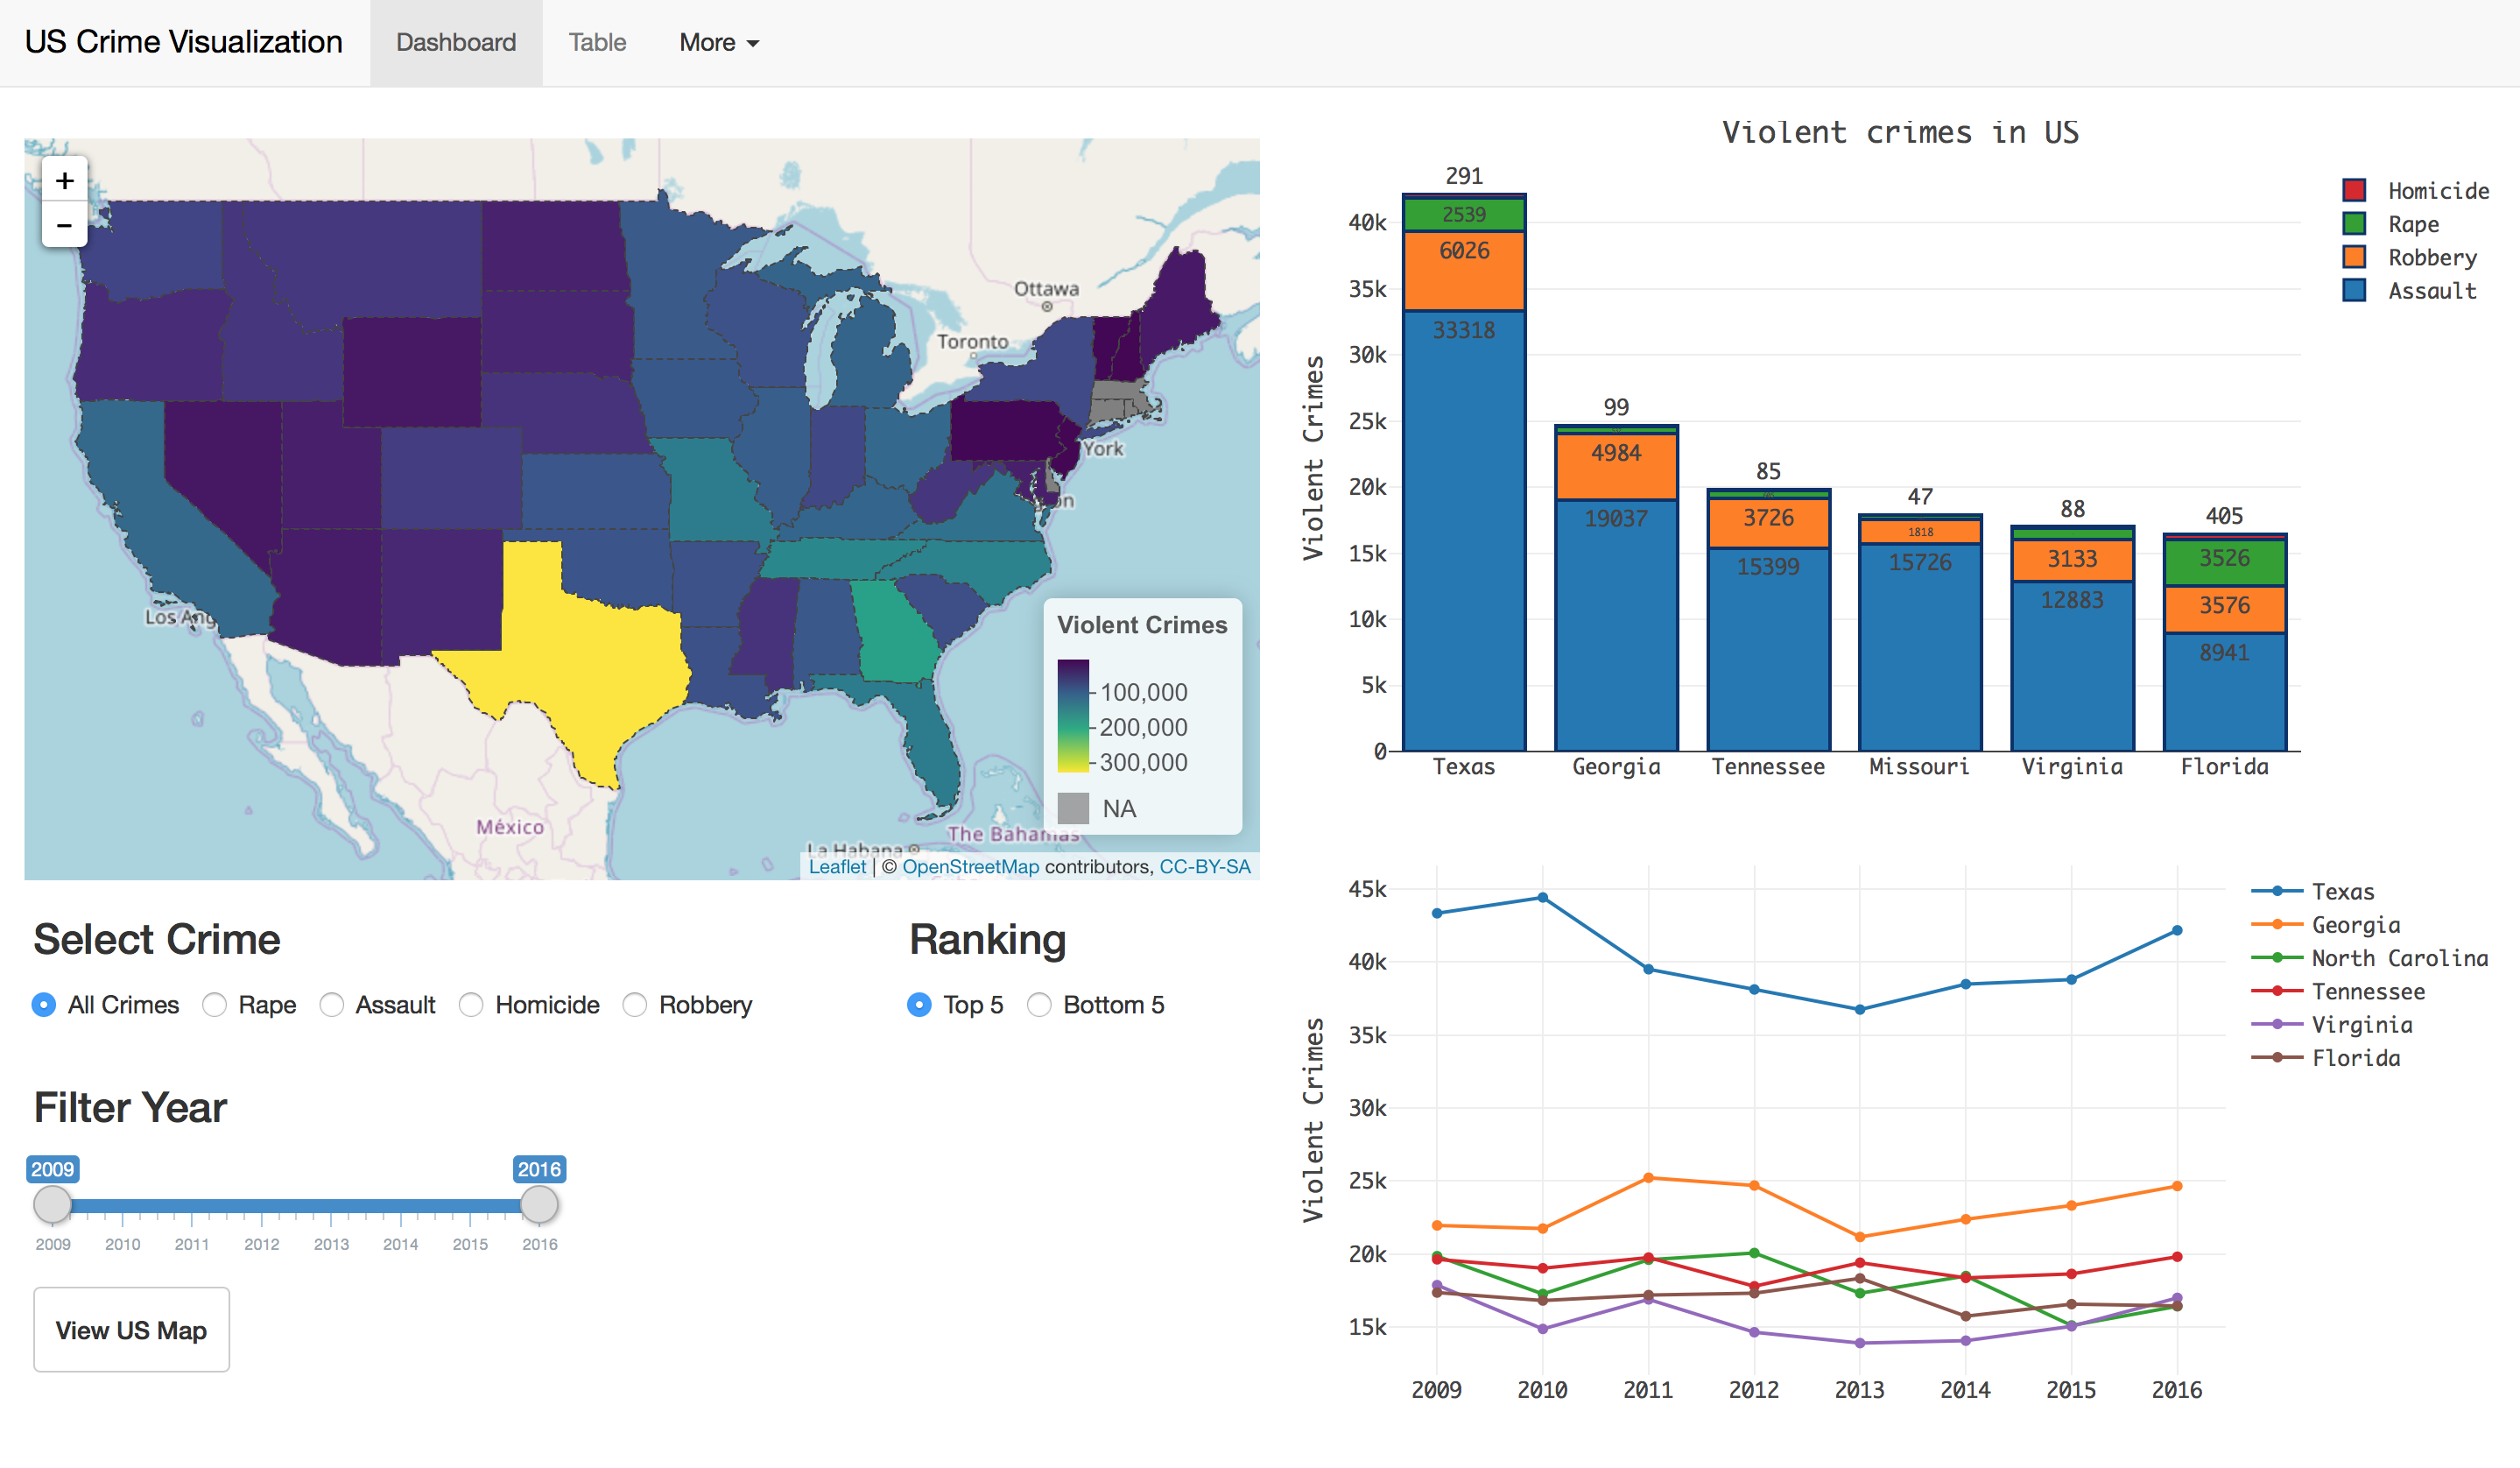 US Crime Visualization
Dashboard
Table
More
+
−
Ottawa
Toronto
York
Los Ang
México
La Habana
The Bahamas
Violent Crimes
100,000
200,000
300,000
NA
Leaflet | © OpenStreetMap contributors, CC-BY-SA
Select Crime
All Crimes Rape Assault Homicide Robbery
Ranking
Top 5 Bottom 5
Filter Year
2009 2016
2009 2010 2011 2012 2013 2014 2015 2016
View US Map
Violent crimes in US
Violent Crimes
40k
35k
30k
25k
20k
15k
10k
5k
0
291
2539
6026
33318
99
4984
19037
85
3726
15399
47
1818
15726
88
3133
12883
405
3526
3576
8941
Texas Georgia Tennessee Missouri Virginia Florida
Homicide
Rape
Robbery
Assault
Violent Crimes
45k
40k
35k
30k
25k
20k
15k
2009 2010 2011 2012 2013 2014 2015 2016
Texas
Georgia
North Carolina
Tennessee
Virginia
Florida